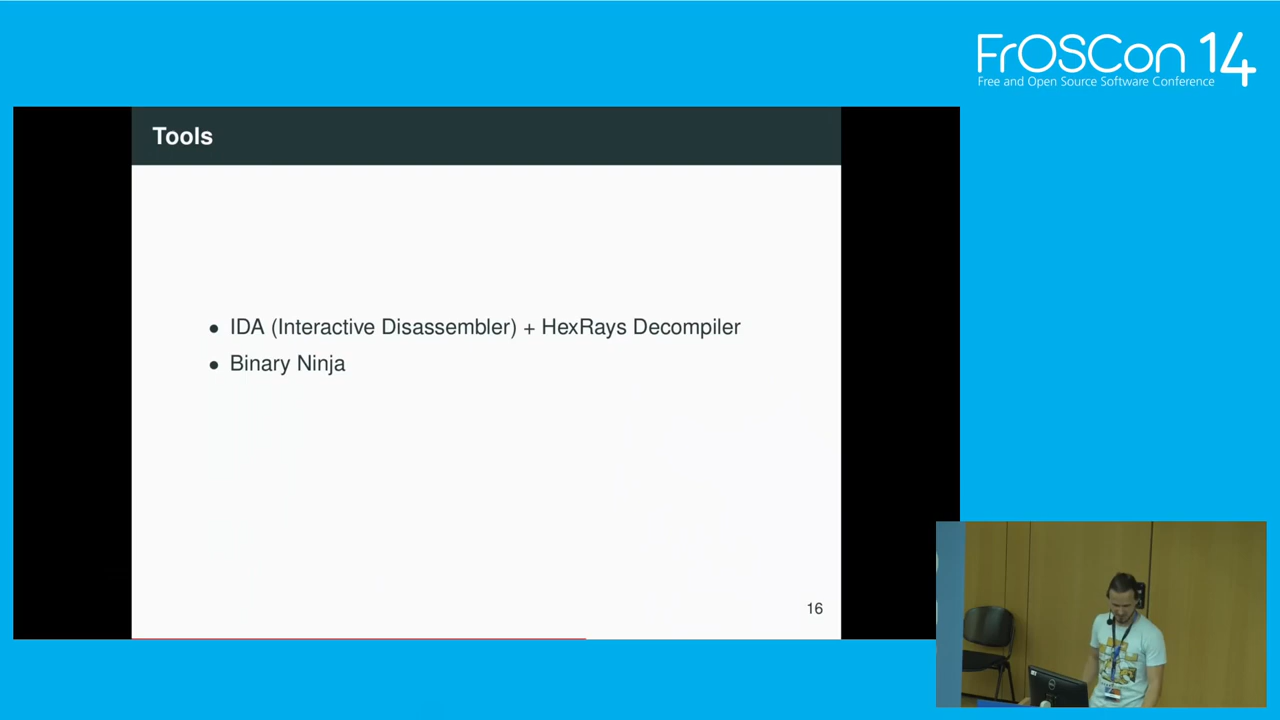 FrOSCon 14
Free and Open Source Software Conference
Tools
• IDA (Interactive Disassembler) + HexRays Decompiler
• Binary Ninja
16